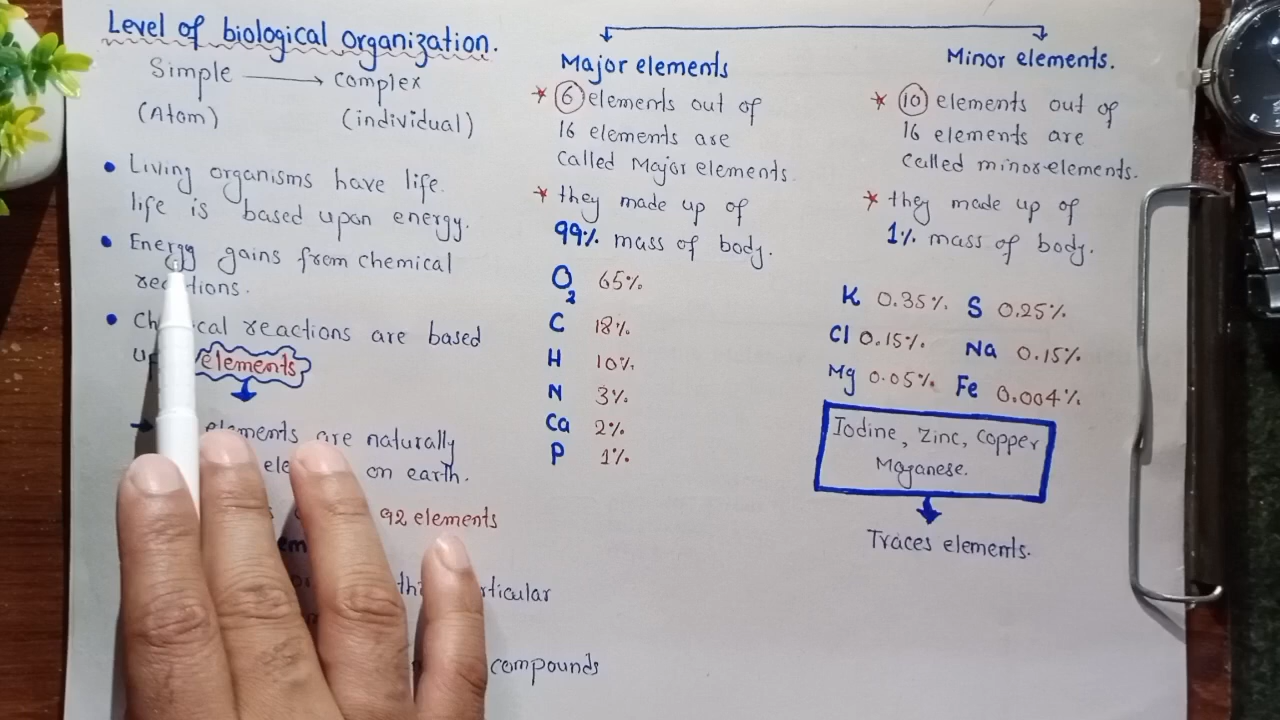 Level of biological organization.
Simple → complex
(Atom) (individual)
• Living organisms have life.
life is based upon energy.
• Energy gains from chemical
• cal reactions are based
elements
elements are naturally
on earth.
92 elements
compounds
Major elements
* 6 elements out of
16 elements are
called Major elements.
* they made up of
99% mass of body.
O2 65%
C 18%
H 10%
N 3%
Ca 2%
P 1%
Minor elements.
* 10 elements out of
16 elements are
called minor elements.
* they made up of
1% mass of body.
K 0.35% S 0.25%
Cl 0.15% Na 0.15%
Mg 0.05% Fe 0.004%
Iodine, Zinc, Copper
Maganese.
Traces elements.